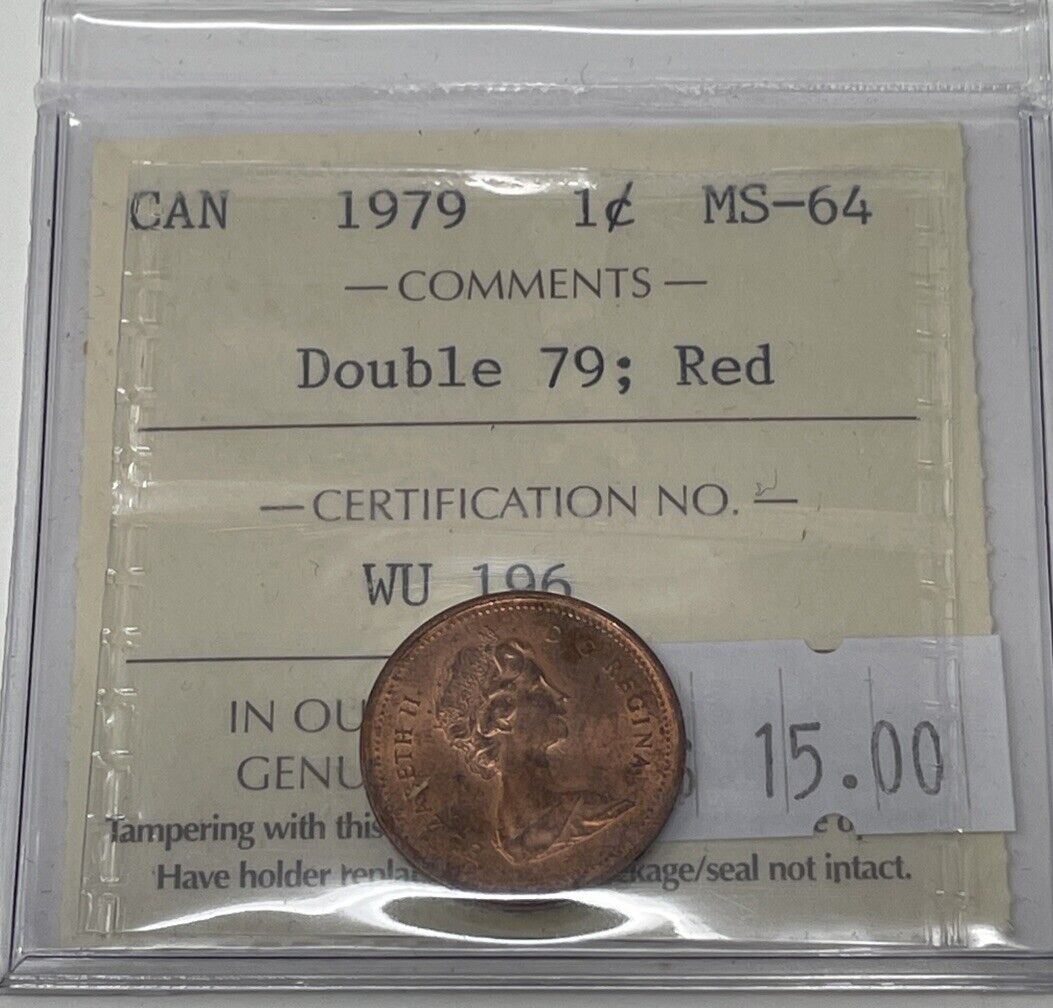 CAN 1979 1¢ MS-64
— COMMENTS —
Double 79; Red
— CERTIFICATION NO. —
WU 196
IN OU
GENU
15.00
Tampering with this
Have holder kage/seal not intact.
II D·G·REGINA